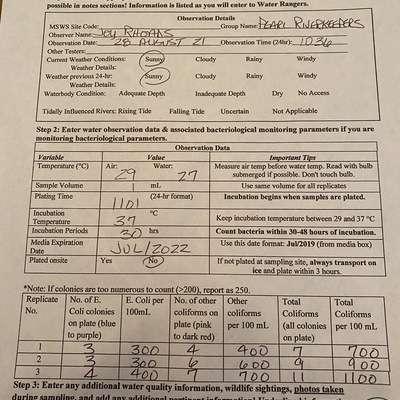 possible in notes sections! Information is listed as you will enter to Water Rangers.
Observation Details
MSWS Site Code: Group Name: PEARL RIVERKEEPERS
Observer Name: JOY RHOADS
Observation Date: 28 AUGUST 21 Observation Time (24hr): 1036
Other Testers:
Current Weather Conditions: Sunny Cloudy Rainy Windy
Weather Details:
Weather previous 24-hr: Sunny Cloudy Rainy Windy
Weather Details:
Waterbody Condition: Adequate Depth Inadequate Depth Dry No Access
Tidally Influenced Rivers: Rising Tide Falling Tide Uncertain Not Applicable
Step 2: Enter water observation data & associated bacteriological monitoring parameters if you are
monitoring bacteriological parameters.
Observation Data
Variable Value Important Tips
Temperature (°C) Air: 29 Water: 27 Measure air temp before water temp. Read with bulb
submerged if possible. Don't touch bulb.
Sample Volume 1 mL Use same volume for all replicates
Plating Time 1101 (24-hr format) Incubation begins when samples are plated.
Incubation
Temperature 37 °C Keep incubation temperature between 29 and 37 °C
Incubation Periods 30 hrs Count bacteria within 30-48 hours of incubation.
Media Expiration
Date JUL/2022 Use this date format: Jul/2019 (from media box)
Plated onsite Yes No If not plated at sampling site, always transport on
ice and plate within 3 hours.
*Note: If colonies are too numerous to count (>200), report as 250.
Replicate No. No. of E. Coli colonies on plate (blue to purple) E. Coli per 100mL No. of other coliforms on plate (pink to dark red) Other coliforms per 100 mL Total Coliforms (all colonies on plate) Total Coliforms per 100 mL
1 3 300 4 400 7 700
2 3 300 6 600 9 900
3 4 400 7 700 11 1100
Step 3: Enter any additional water quality information, wildlife sightings, photos taken
during sampling, and add any